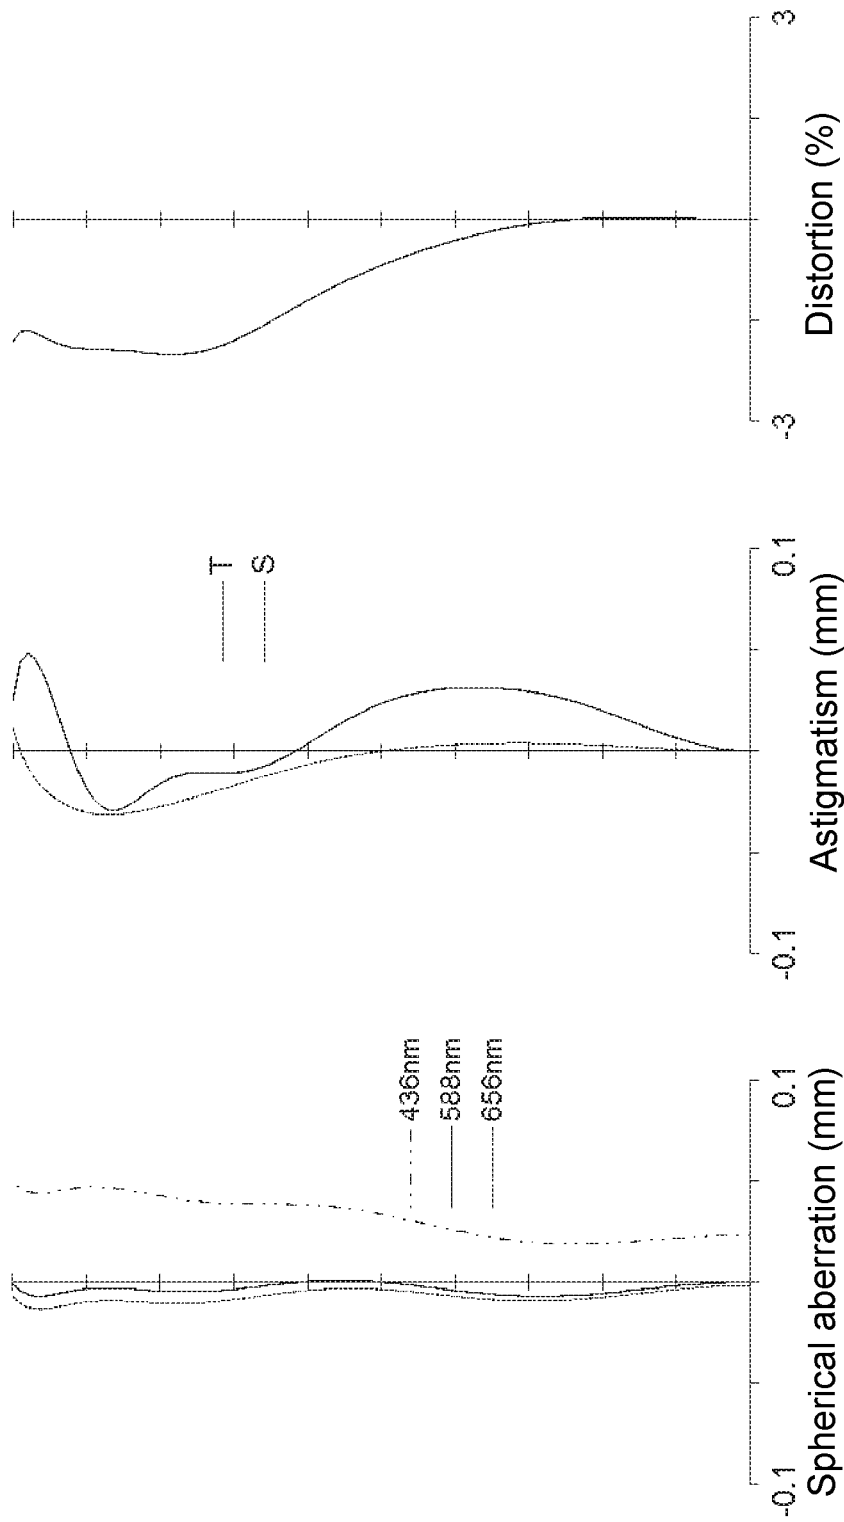 -0.1
0.1
Spherical aberration (mm)
436nm
588nm
656nm
-0.1
0.1
Astigmatism (mm)
T
S
-3
3
Distortion (%)